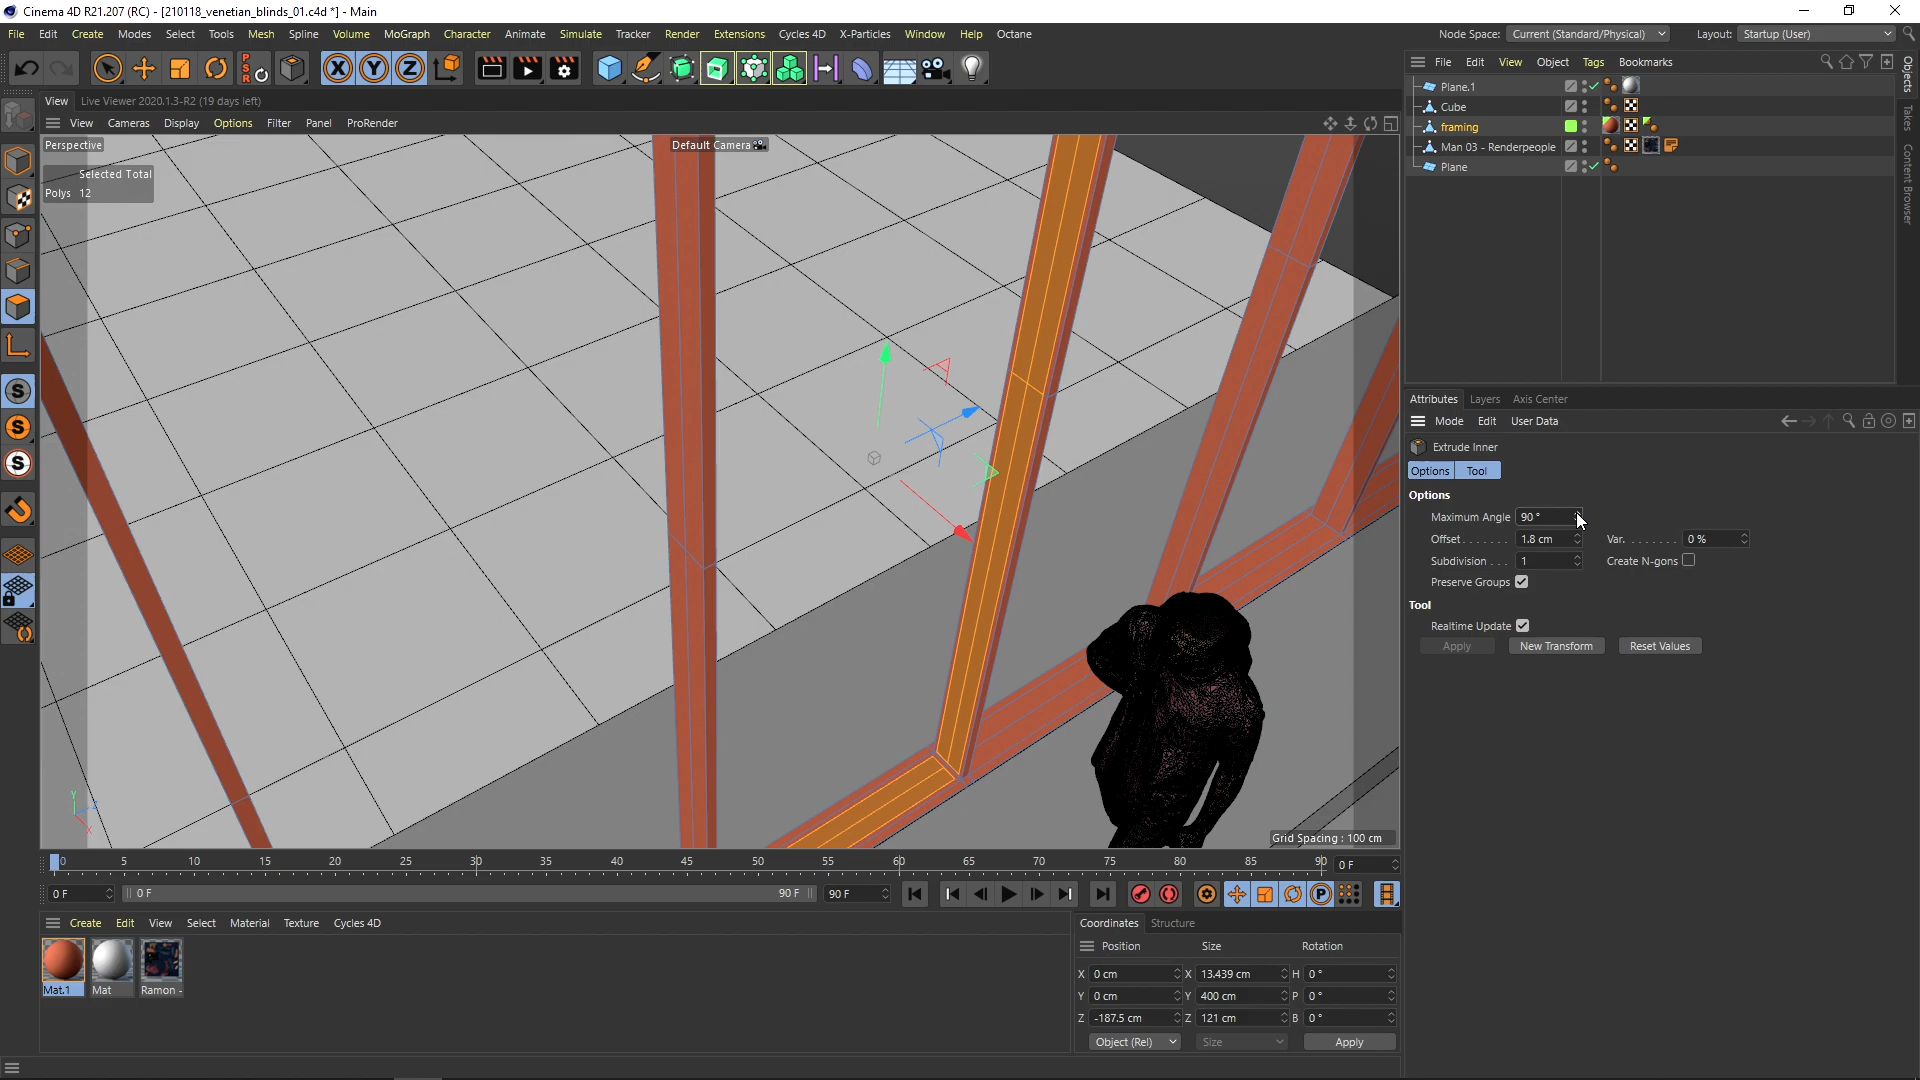 Cinema 4D R21.207 (RC) - [210118_venetian_blinds_01.c4d *] - Main
File Edit Create Modes Select Tools Mesh Spline Volume MoGraph Character Animate Simulate Tracker Render Extensions Cycles 4D X-Particles Window Help Octane
Node Space: Current (Standard/Physical) Layout: Startup (User)
PSR X Y Z
File Edit View Object Tags Bookmarks
View Live Viewer 2020.1.3-R2 (19 days left)
View Cameras Display Options Filter Panel ProRender
Perspective
Default Camera
Selected Total
Polys 12
Plane.1
Cube
framing
Man 03 - Renderpeople
Plane
Objects
Takes
Content Browser
Attributes Layers Axis Center
Mode Edit User Data
Extrude Inner
Options Tool
Options
Maximum Angle 90 °
Offset . . . . . . . 1.8 cm Var. . . . . . . . 0 %
Subdivision . . . 1 Create N-gons
Preserve Groups
Tool
Realtime Update
Apply New Transform Reset Values
S
S
S
Y
Z
X
Grid Spacing : 100 cm
0 5 10 15 20 25 30 35 40 45 50 55 60 65 70 75 80 85 90 0 F
0 F 0 F 90 F 90 F
P
Create Edit View Select Material Texture Cycles 4D
Mat.1 Mat Ramon -
Coordinates Structure
Position Size Rotation
X 0 cm X 13.439 cm H 0 °
Y 0 cm Y 400 cm P 0 °
Z -187.5 cm Z 121 cm B 0 °
Object (Rel) Size Apply